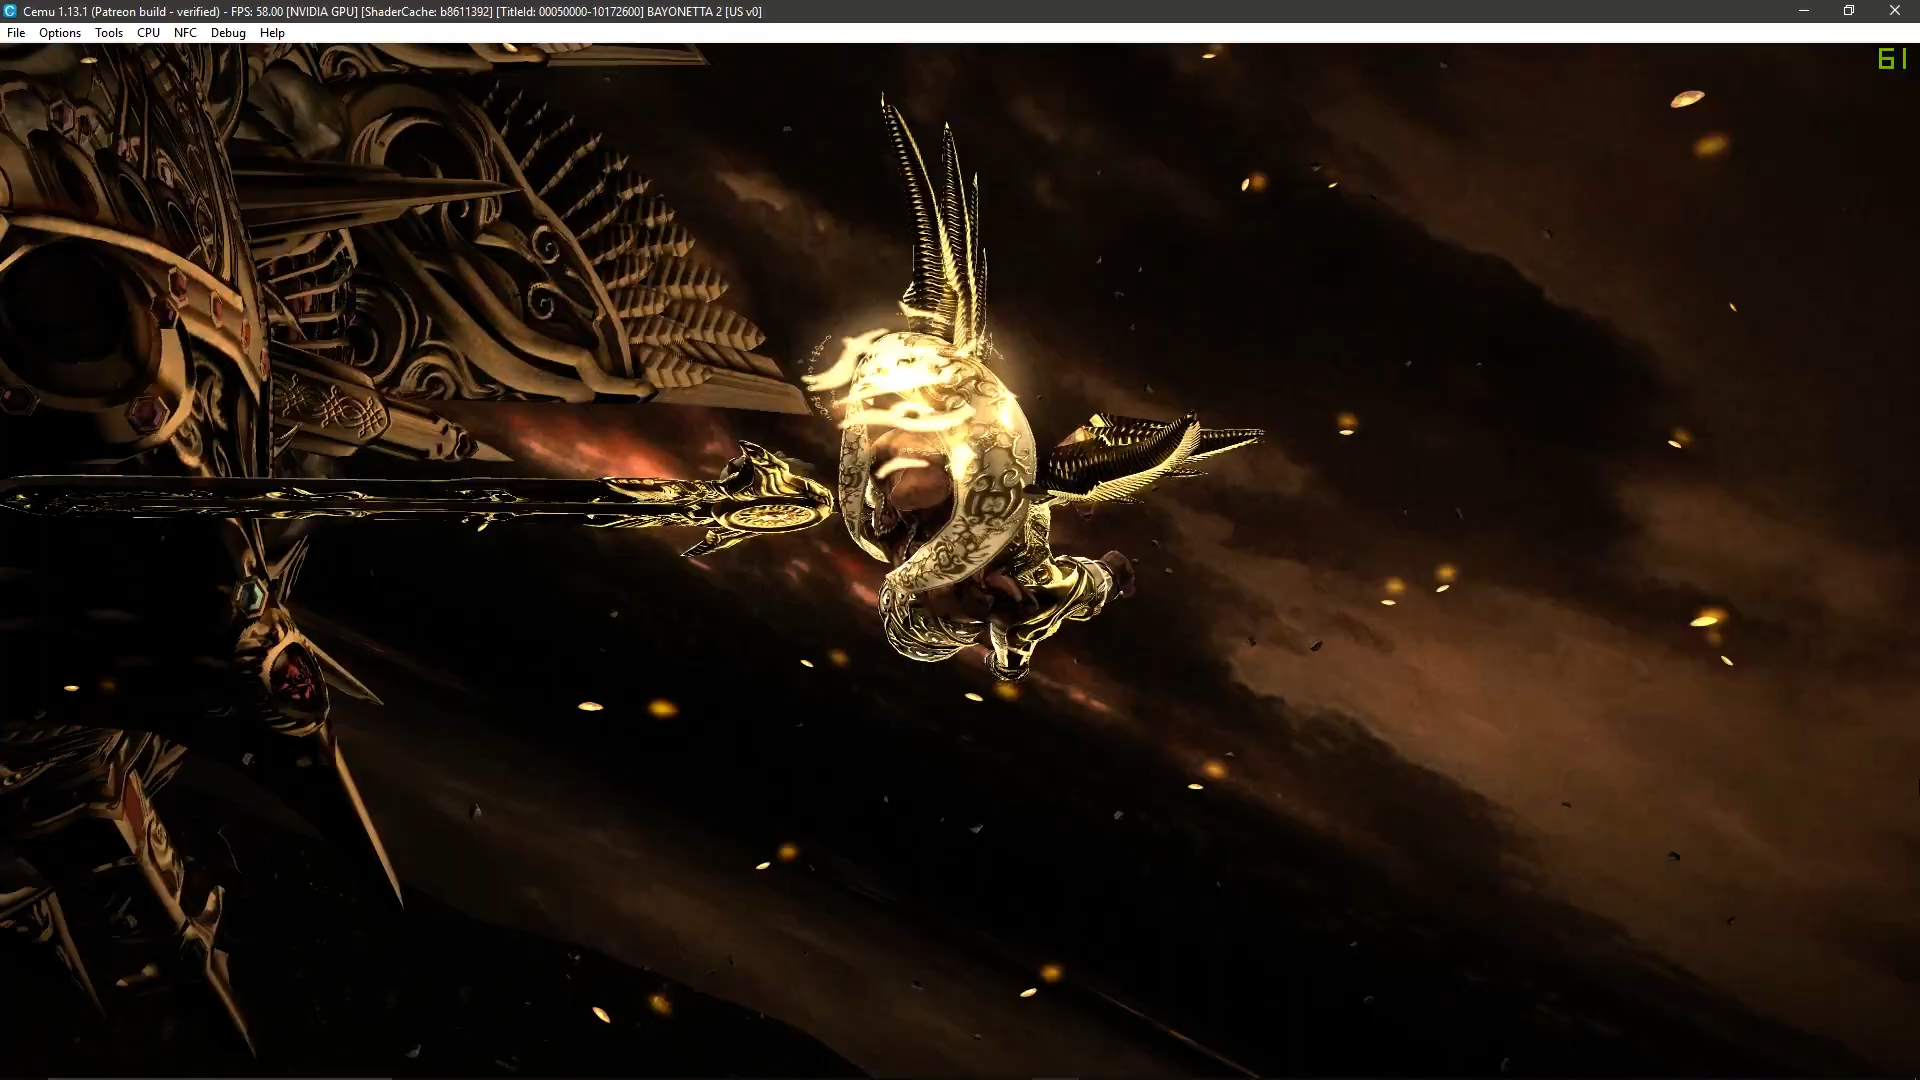 Cemu 1.13.1 (Patreon build - verified) - FPS: 58.00 [NVIDIA GPU] [ShaderCache: b8611392] [TitleId: 00050000-10172600] BAYONETTA 2 [US v0]
File Options Tools CPU NFC Debug Help
61